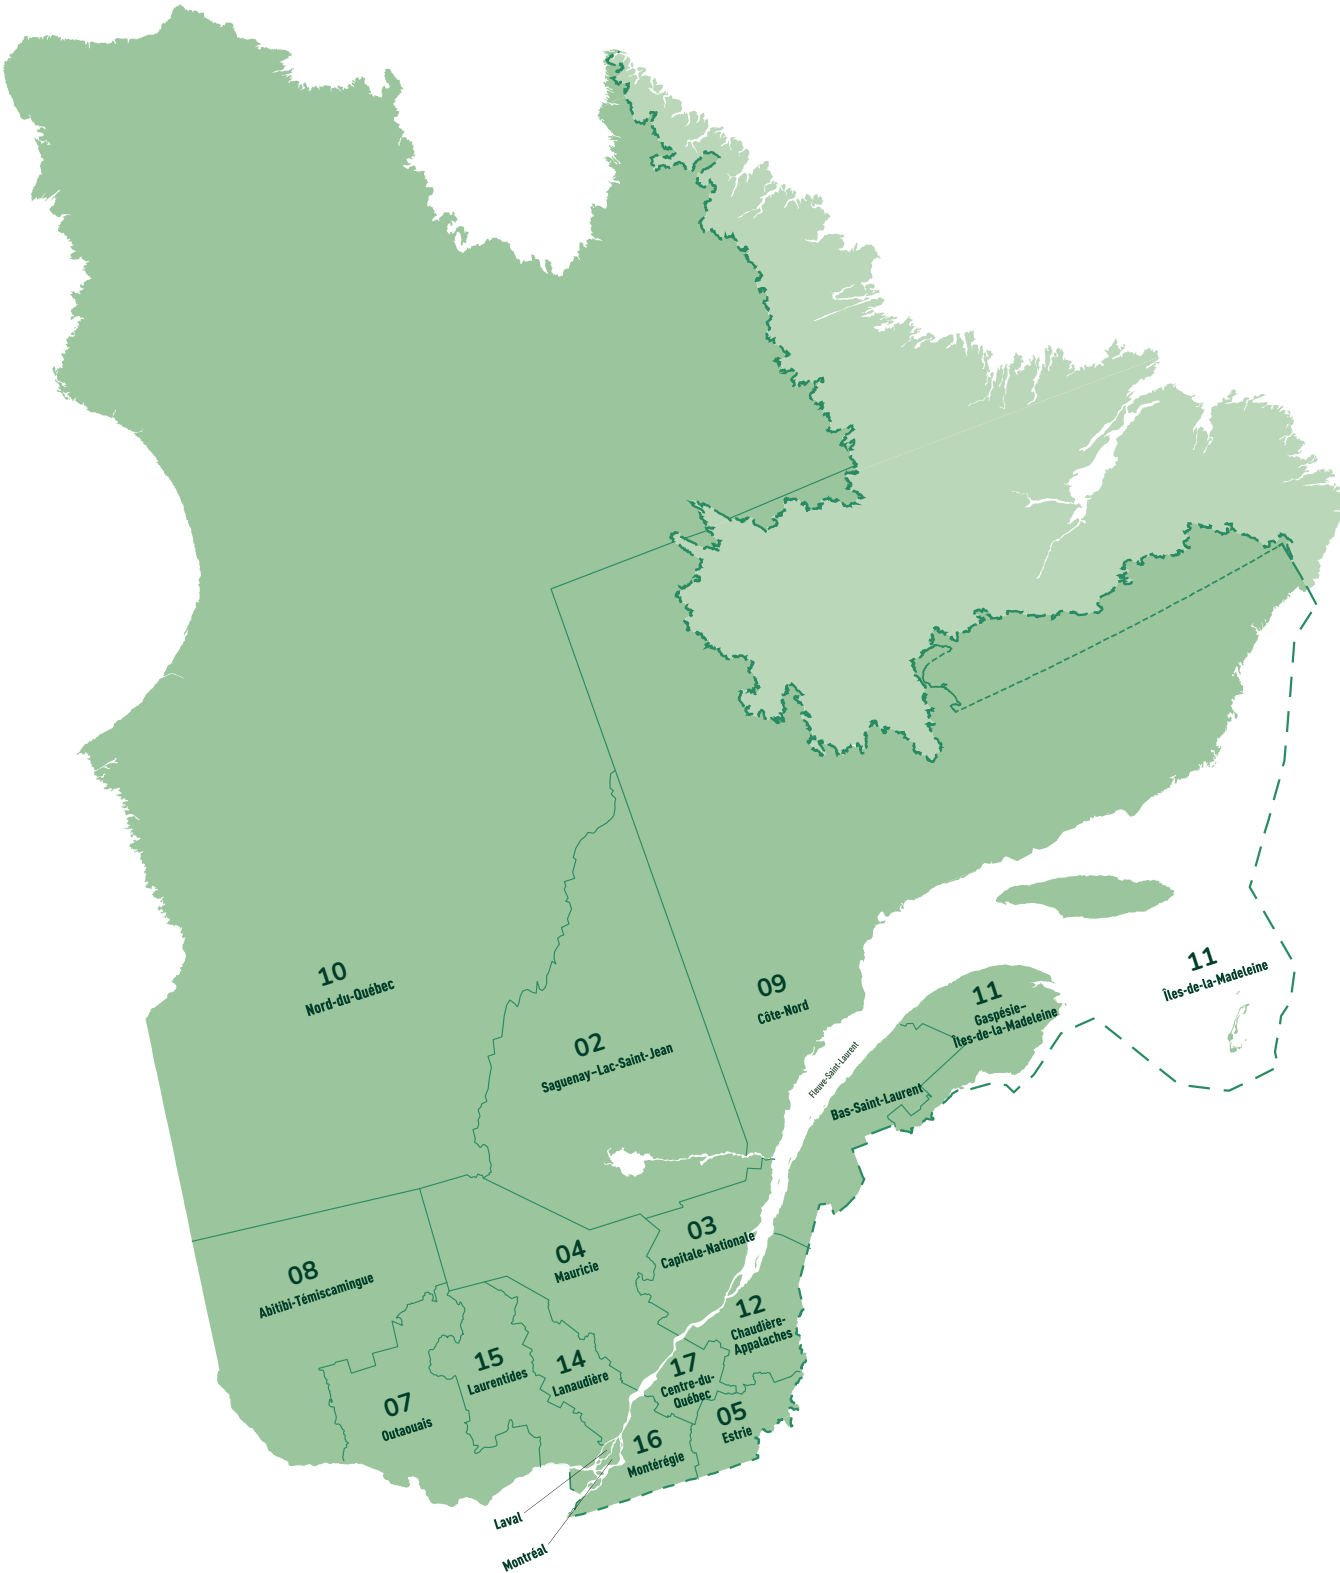 10
Nord-du-Québec
09
Côte-Nord
11
Îles-de-la-Madeleine
11
Gaspésie–
Îles-de-la-Madeleine
02
Saguenay–Lac-Saint-Jean
Fleuve-Saint-Laurent
Bas-Saint-Laurent
03
Capitale-Nationale
04
Mauricie
08
Abitibi-Témiscamingue
12
Chaudière-
Appalaches
15
Laurentides
14
Lanaudière
17
Centre-du-
Québec
07
Outaouais
05
Estrie
16
Montérégie
Laval
Montréal